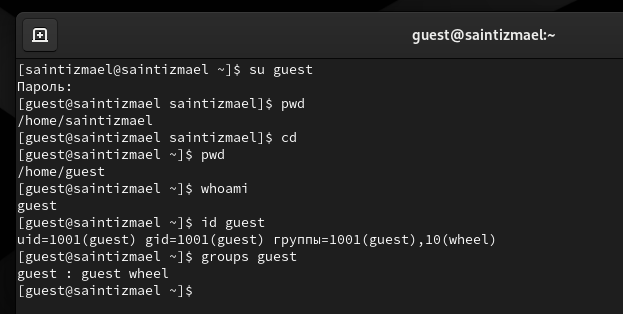 guest@saintizmael:~
[saintizmael@saintizmael ~]$ su guest
Пароль:
[guest@saintizmael saintizmael]$ pwd
/home/saintizmael
[guest@saintizmael saintizmael]$ cd
[guest@saintizmael ~]$ pwd
/home/guest
[guest@saintizmael ~]$ whoami
guest
[guest@saintizmael ~]$ id guest
uid=1001(guest) gid=1001(guest) группы=1001(guest),10(wheel)
[guest@saintizmael ~]$ groups guest
guest : guest wheel
[guest@saintizmael ~]$